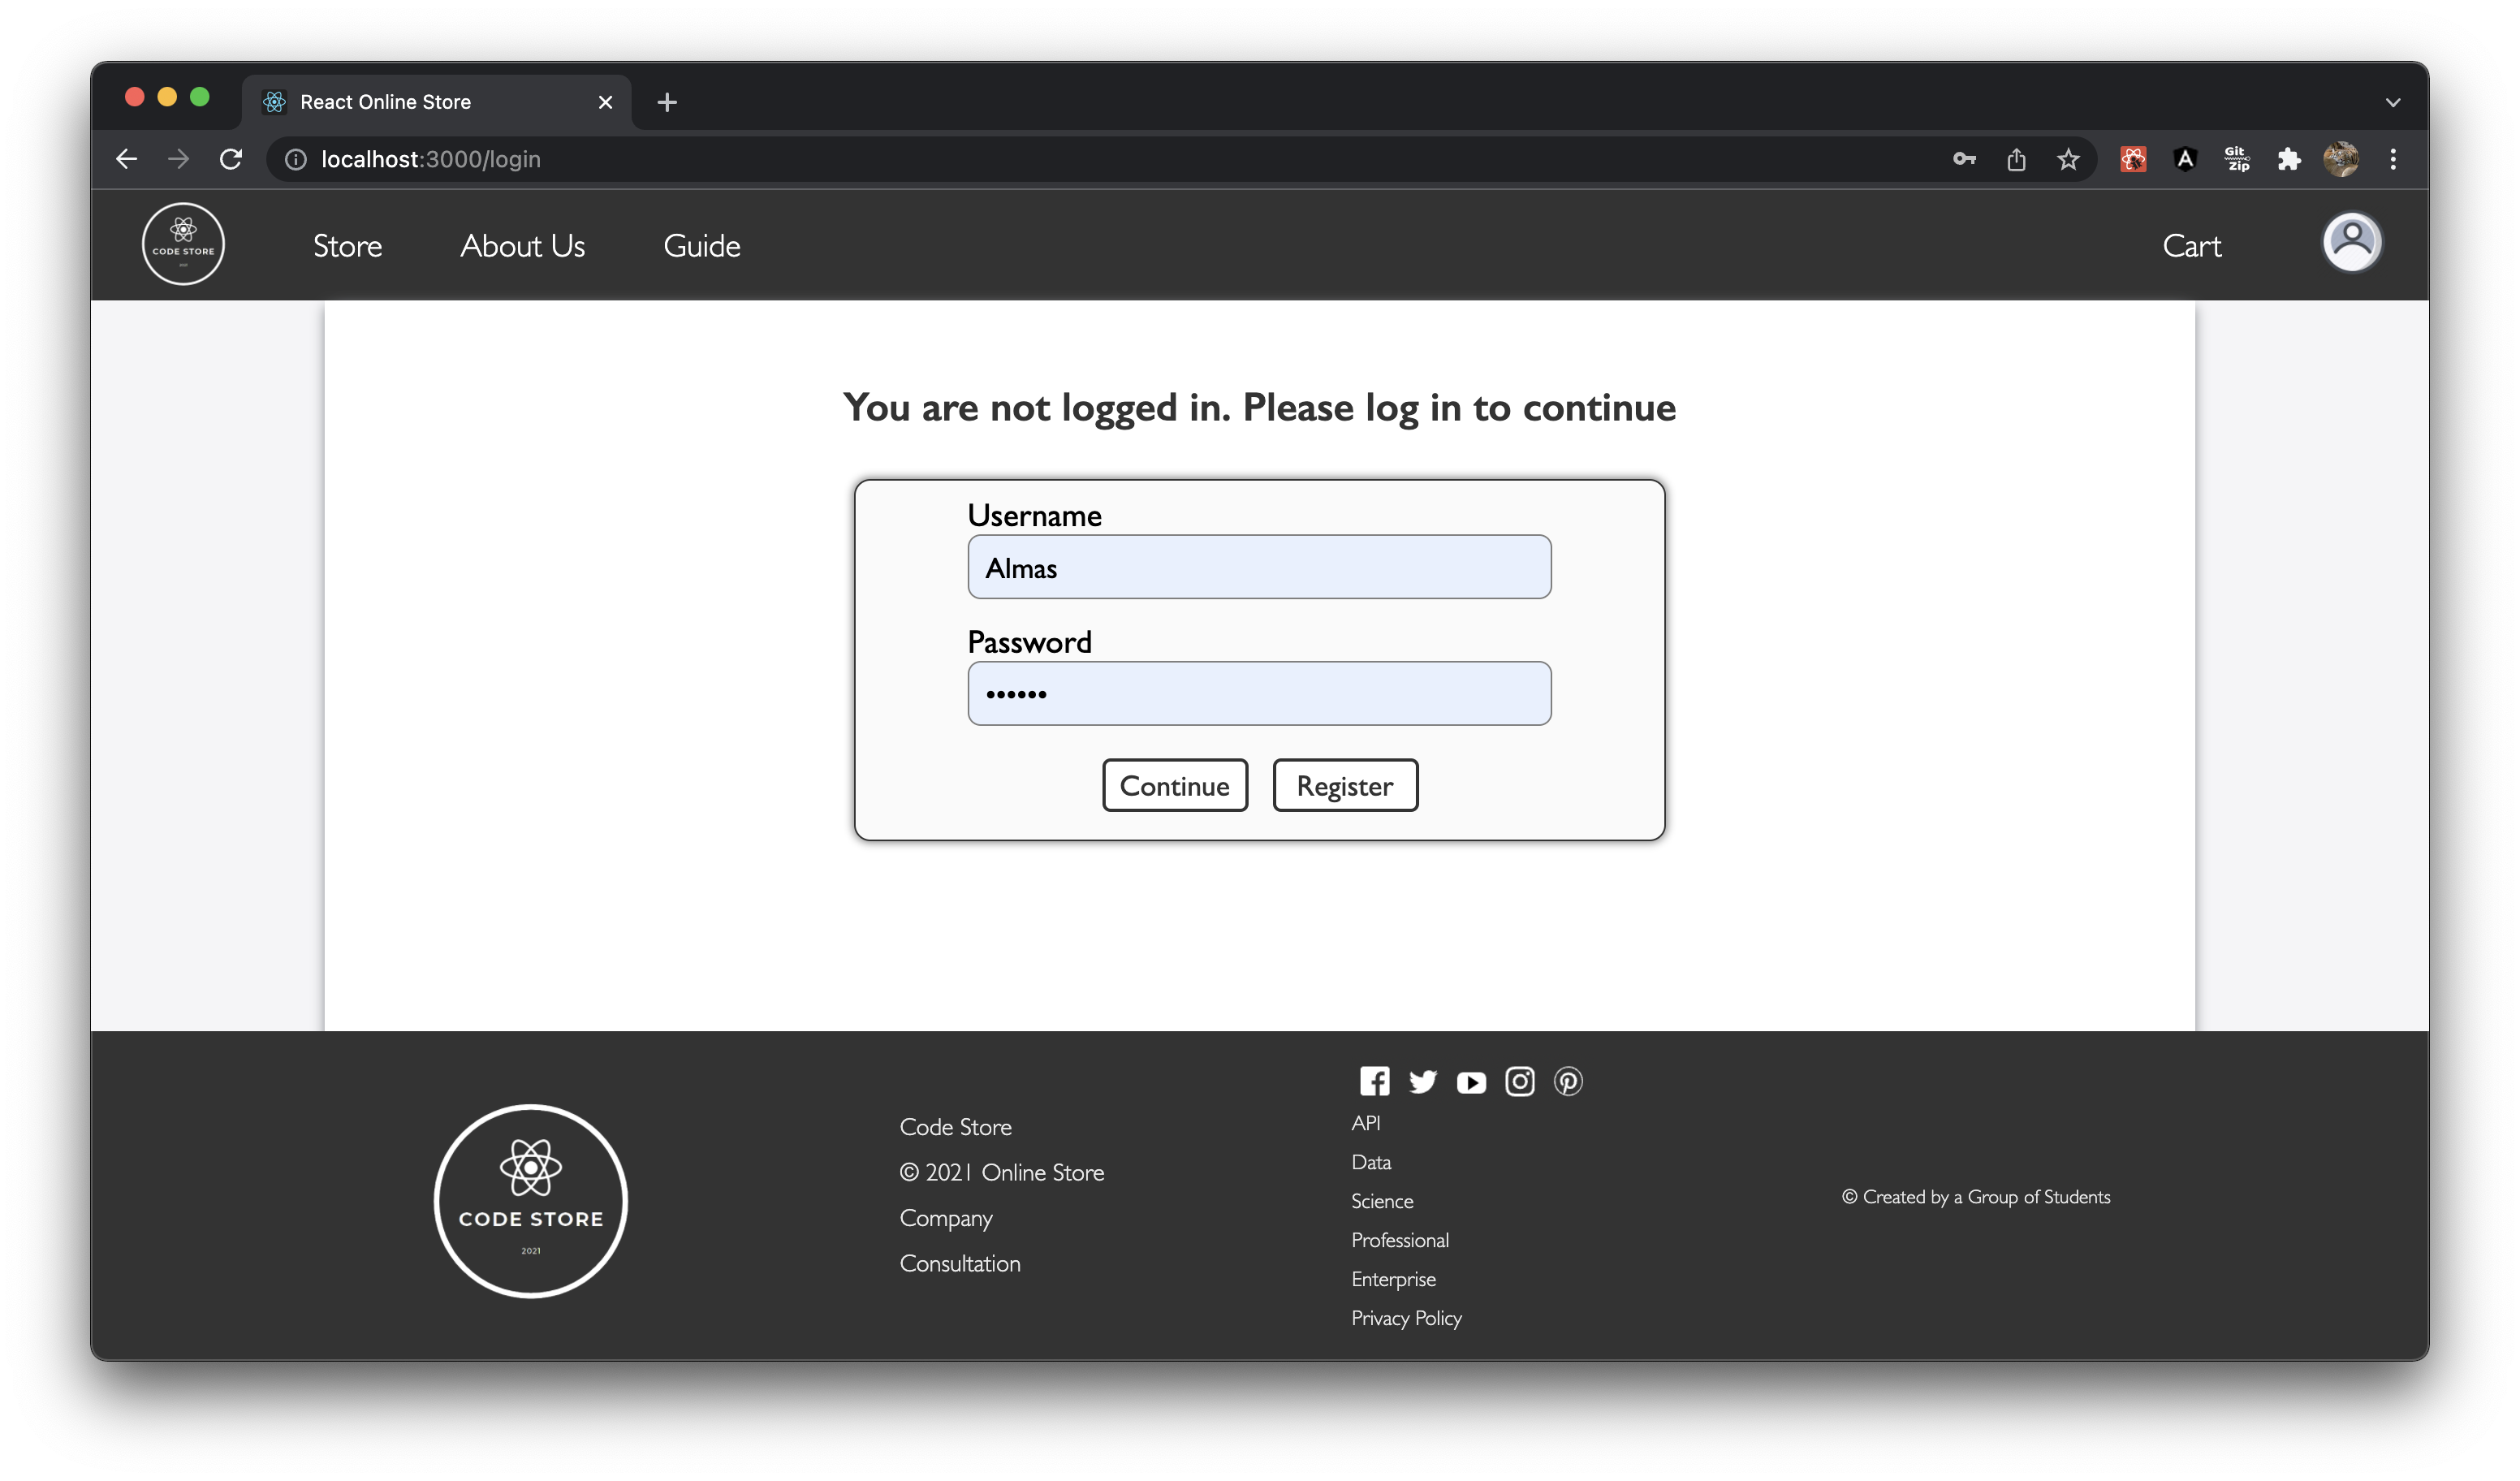 React Online Store
localhost:3000/login
Git
Zip
CODE STORE
Store
About Us
Guide
Cart
You are not logged in. Please log in to continue
Username
Almas
Password
••••••
Continue
Register
CODE STORE
2021
Code Store
© 2021 Online Store
Company
Consultation
API
Data
Science
Professional
Enterprise
Privacy Policy
© Created by a Group of Students